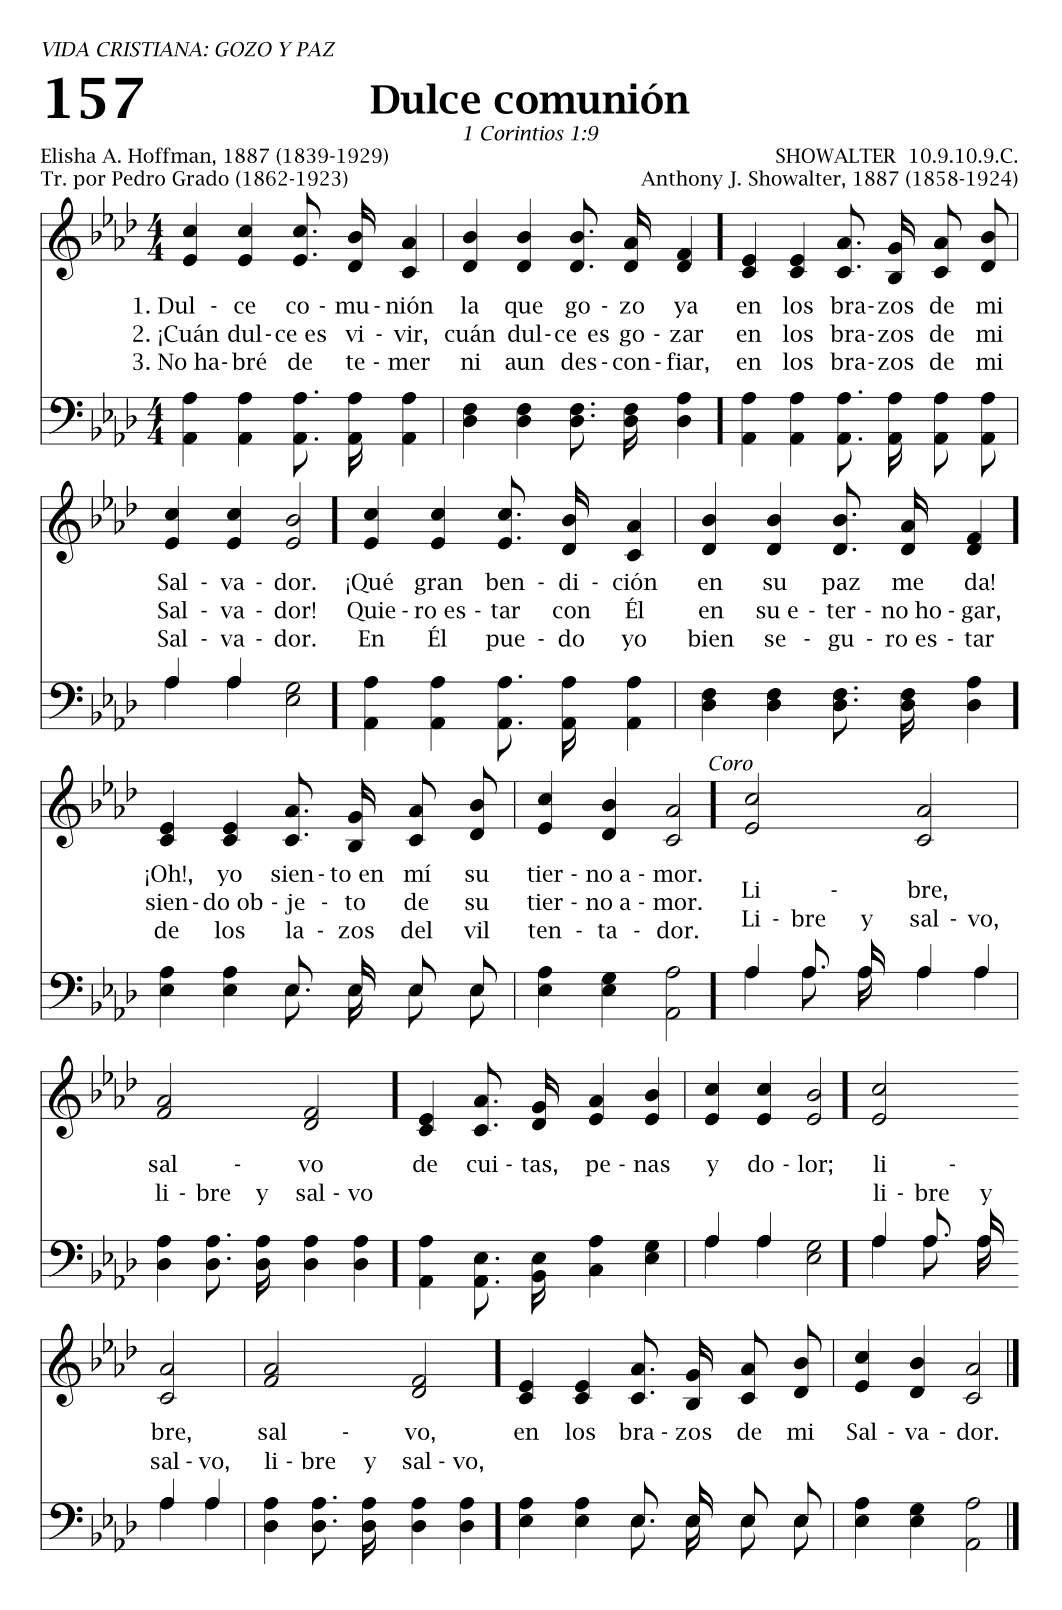 VIDA CRISTIANA: GOZO Y PAZ
157
Dulce comunión
1 Corintios 1:9
Elisha A. Hoffman, 1887 (1839-1929)
SHOWALTER 10.9.10.9.C.
Tr. por Pedro Grado (1862-1923)
Anthony J. Showalter, 1887 (1858-1924)
4
4
1. Dul - ce co - mu - nión la que go - zo ya en los bra - zos de mi
2. ¡Cuán dul - ce es vi - vir, cuán dul - ce es go - zar en los bra - zos de mi
3. No ha - bré de te - mer ni aun des - con - fiar, en los bra - zos de mi
4
4
Sal - va - dor. ¡Qué gran ben - di - ción en su paz me da!
Sal - va - dor! Quie - ro es - tar con Él en su e - ter - no ho - gar,
Sal - va - dor. En Él pue - do yo bien se - gu - ro es - tar
Coro
¡Oh!, yo sien - to en mí su tier - no a - mor.
sien - do ob - je - to de su tier - no a - mor.
de los la - zos del vil ten - ta - dor.
Li - bre,
Li - bre y sal - vo,
sal - vo de cui - tas, pe - nas y do - lor; li -
li - bre y sal - vo li - bre y
bre, sal - vo, en los bra - zos de mi Sal - va - dor.
sal - vo, li - bre y sal - vo,